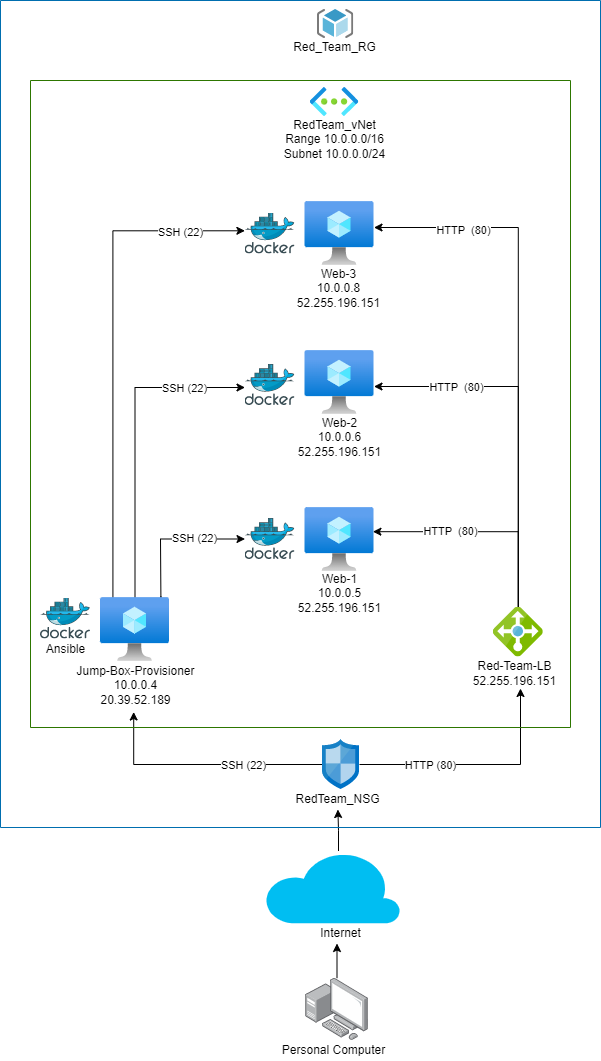 Red_Team_RG
RedTeam_vNet
Range 10.0.0.0/16
Subnet 10.0.0.0/24
SSH (22)
docker
HTTP (80)
Web-3
10.0.0.8
52.255.196.151
SSH (22)
docker
HTTP (80)
Web-2
10.0.0.6
52.255.196.151
SSH (22)
docker
HTTP (80)
Web-1
10.0.0.5
52.255.196.151
docker
Ansible
Jump-Box-Provisioner
10.0.0.4
20.39.52.189
Red-Team-LB
52.255.196.151
SSH (22)
HTTP (80)
RedTeam_NSG
Internet
Personal Computer